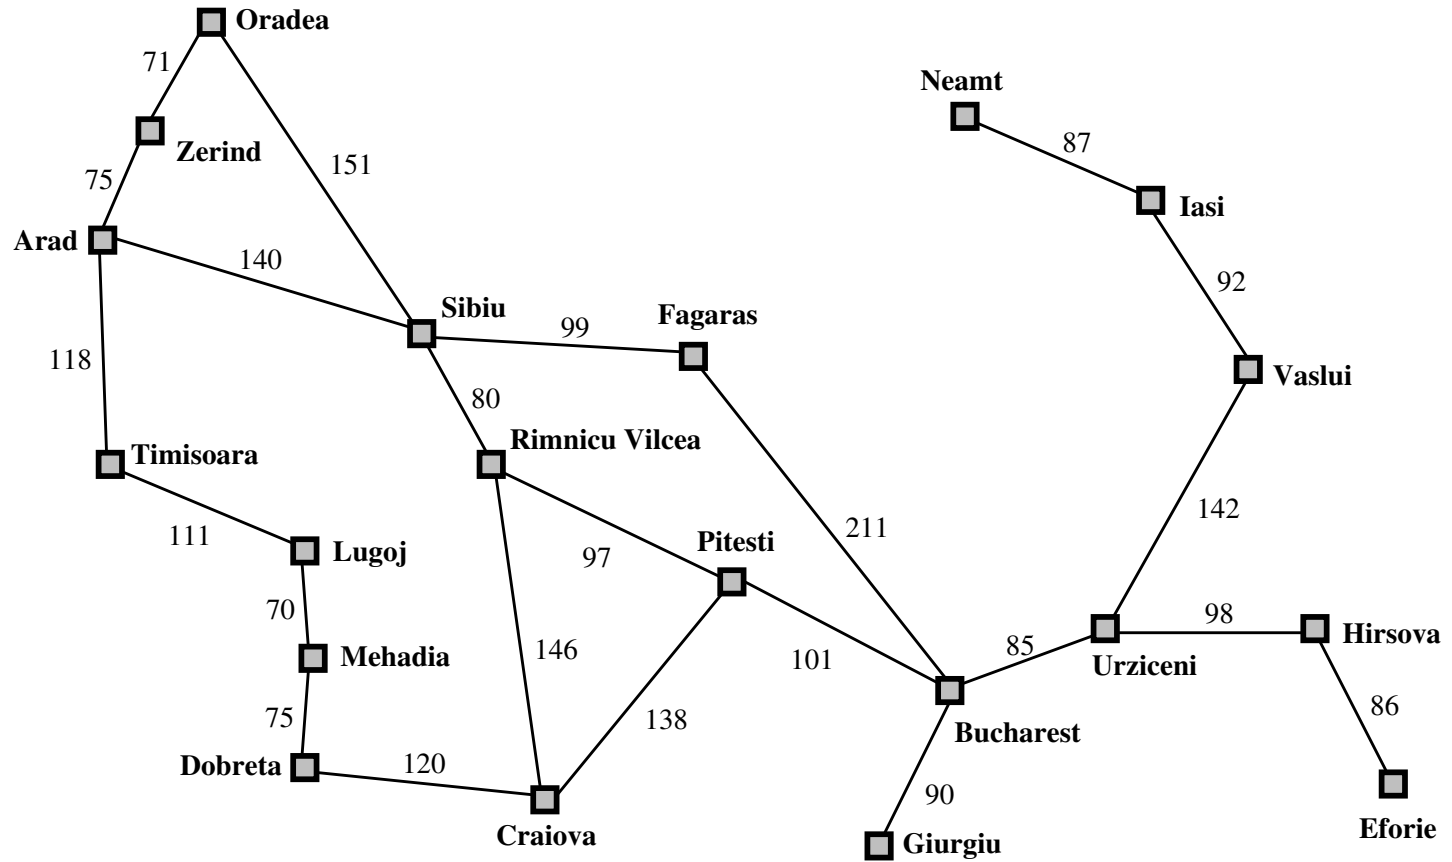 Oradea
71
Neamt
Zerind
87
151
75
Iasi
Arad
140
92
Sibiu
Fagaras
99
118
Vaslui
80
Rimnicu Vilcea
Timisoara
142
211
111
Pitesti
Lugoj
97
70
98
Hirsova
85
146
Mehadia
101
Urziceni
86
75
138
Bucharest
Dobreta
120
90
Eforie
Craiova
Giurgiu